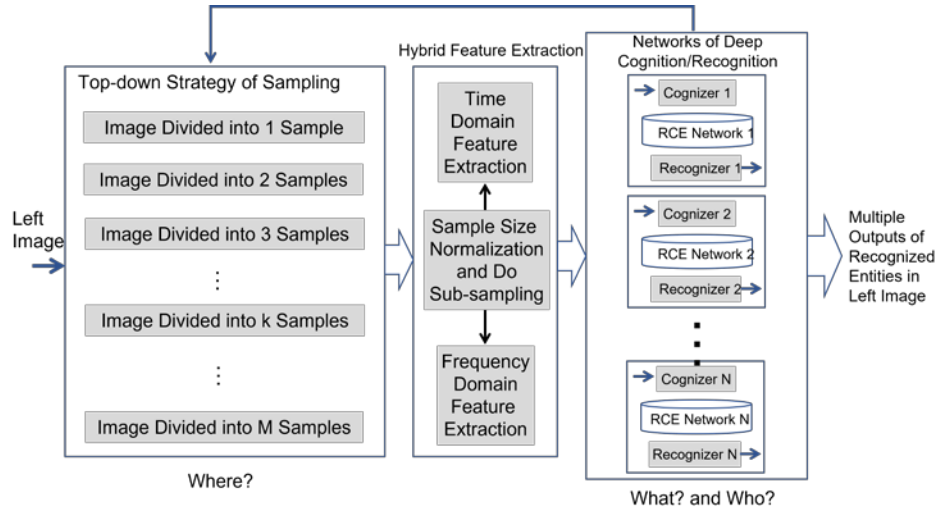 Top-down Strategy of Sampling
Image Divided into 1 Sample
Image Divided into 2 Samples
Left
Image
Image Divided into 3 Samples
Image Divided into k Samples
Image Divided into M Samples
Where?
Hybrid Feature Extraction
Time
Domain
Feature
Extraction
Sample Size
Normalization
and Do
Sub-sampling
Frequency
Domain
Feature
Extraction
Networks of Deep
Cognition/Recognition
Cognizer 1
RCE Network 1
Recognizer 1
Cognizer 2
RCE Network 2
Recognizer 2
Cognizer N
RCE Network N
Recognizer N
What? and Who?
Multiple
Outputs of
Recognized
Entities in
Left Image